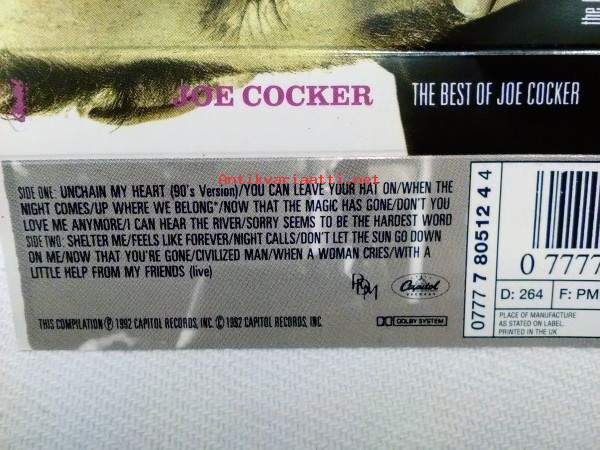 the
JOE COCKER
THE BEST OF JOE COCKER
Capitol
Antikvariaatti.net
SIDE ONE: UNCHAIN MY HEART (90's Version)/YOU CAN LEAVE YOUR HAT ON/WHEN THE
NIGHT COMES/UP WHERE WE BELONG*/NOW THAT THE MAGIC HAS GONE/DON'T YOU
LOVE ME ANYMORE/I CAN HEAR THE RIVER/SORRY SEEMS TO BE THE HARDEST WORD
SIDE TWO: SHELTER ME/FEELS LIKE FOREVER/NIGHT CALLS/DON'T LET THE SUN GO DOWN
ON ME/NOW THAT YOU'RE GONE/CIVILIZED MAN/WHEN A WOMAN CRIES/WITH A
LITTLE HELP FROM MY FRIENDS (live)
Capitol
RECORDS
THIS COMPILATION ℗ 1992 CAPITOL RECORDS, INC. © 1992 CAPITOL RECORDS, INC.
DOLBY SYSTEM
0777 7 80512 4 4
0 7777
D: 264
F: PM
PLACE OF MANUFACTURE
AS STATED ON LABEL.
PRINTED IN THE UK